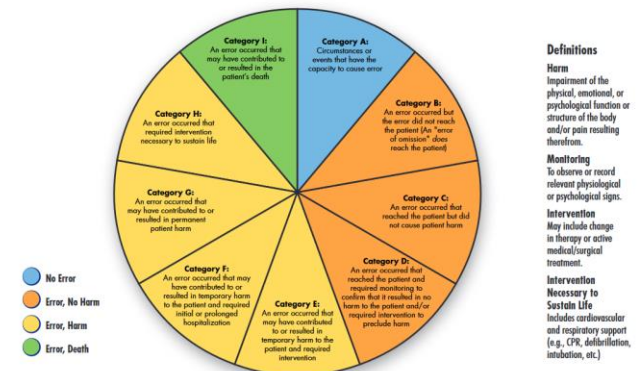 Category A:
Circumstances or
events that have the
capacity to cause error
Category B:
An error occurred but
the error did not reach
the patient (An "error
of omission" does
reach the patient)
Category C:
An error occurred that
reached the patient but did
not cause patient harm
Category D:
An error occurred that
reached the patient and
required monitoring to
confirm that it resulted in no
harm to the patient and/or
required intervention to
preclude harm
Category E:
An error occurred that
may have contributed
to or resulted in
temporary harm to the
patient and required
intervention
Category F:
An error occurred that may
have contributed to or
resulted in temporary harm
to the patient and required
initial or prolonged
hospitalization
Category G:
An error occurred that
may have contributed to or
resulted in permanent
patient harm
Category H:
An error occurred that
required intervention
necessary to sustain life
Category I:
An error occurred that
may have contributed to
or resulted in the
patient's death
No Error
Error, No Harm
Error, Harm
Error, Death
Definitions
Harm
Impairment of the
physical, emotional, or
psychological function or
structure of the body
and/or pain resulting
therefrom.
Monitoring
To observe or record
relevant physiological
or psychological signs.
Intervention
May include change
in therapy or active
medical/surgical
treatment.
Intervention
Necessary to
Sustain Life
Includes cardiovascular
and respiratory support
(e.g., CPR, defibrillation,
intubation, etc.)